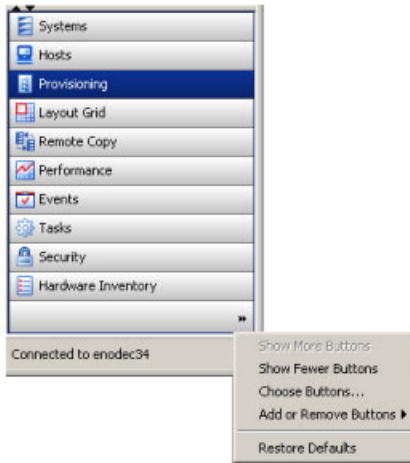 Systems
Hosts
Provisioning
Layout Grid
Remote Copy
Performance
Events
Tasks
Security
Hardware Inventory
»
Connected to enodec34
Show More Buttons
Show Fewer Buttons
Choose Buttons...
Add or Remove Buttons
Restore Defaults